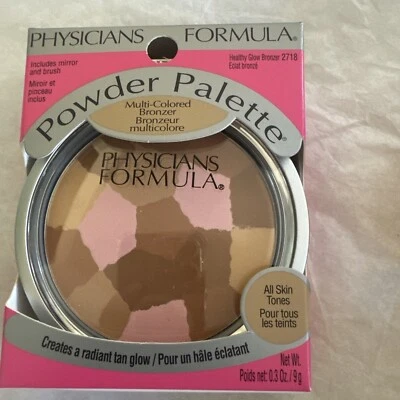 PHYSICIANS FORMULA®
Healthy Glow Bronzer 2718
Éclat bronzé
Includes mirror
and brush
Miroir et
pinceau
inclus
Powder Palette®
Multi-Colored
Bronzer
Bronzeur
multicolore
PHYSICIANS
FORMULA®
All Skin
Tones
Pour tous
les teints
Creates a radiant tan glow / Pour un hâle éclatant
Net Wt.
Poids net: 0.3 Oz. / 9 g